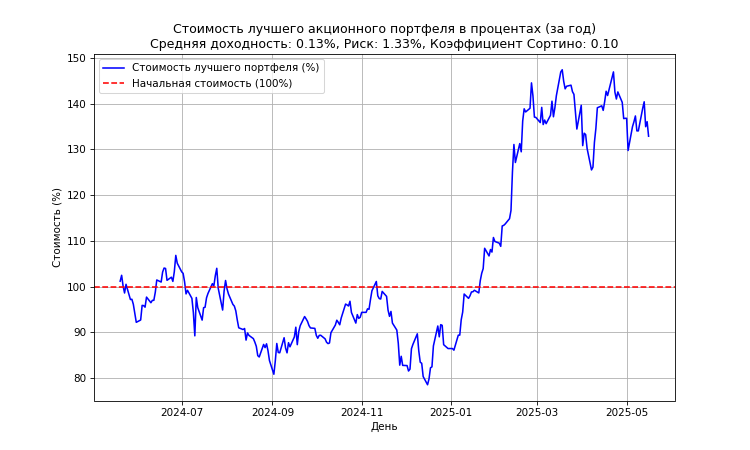 Стоимость лучшего акционного портфеля в процентах (за год)
Средняя доходность: 0.13%, Риск: 1.33%, Коэффициент Сортино: 0.10
Стоимость лучшего портфеля (%)
Начальная стоимость (100%)
Стоимость (%)
150
140
130
120
110
100
90
80
2024-07
2024-09
2024-11
2025-01
2025-03
2025-05
День